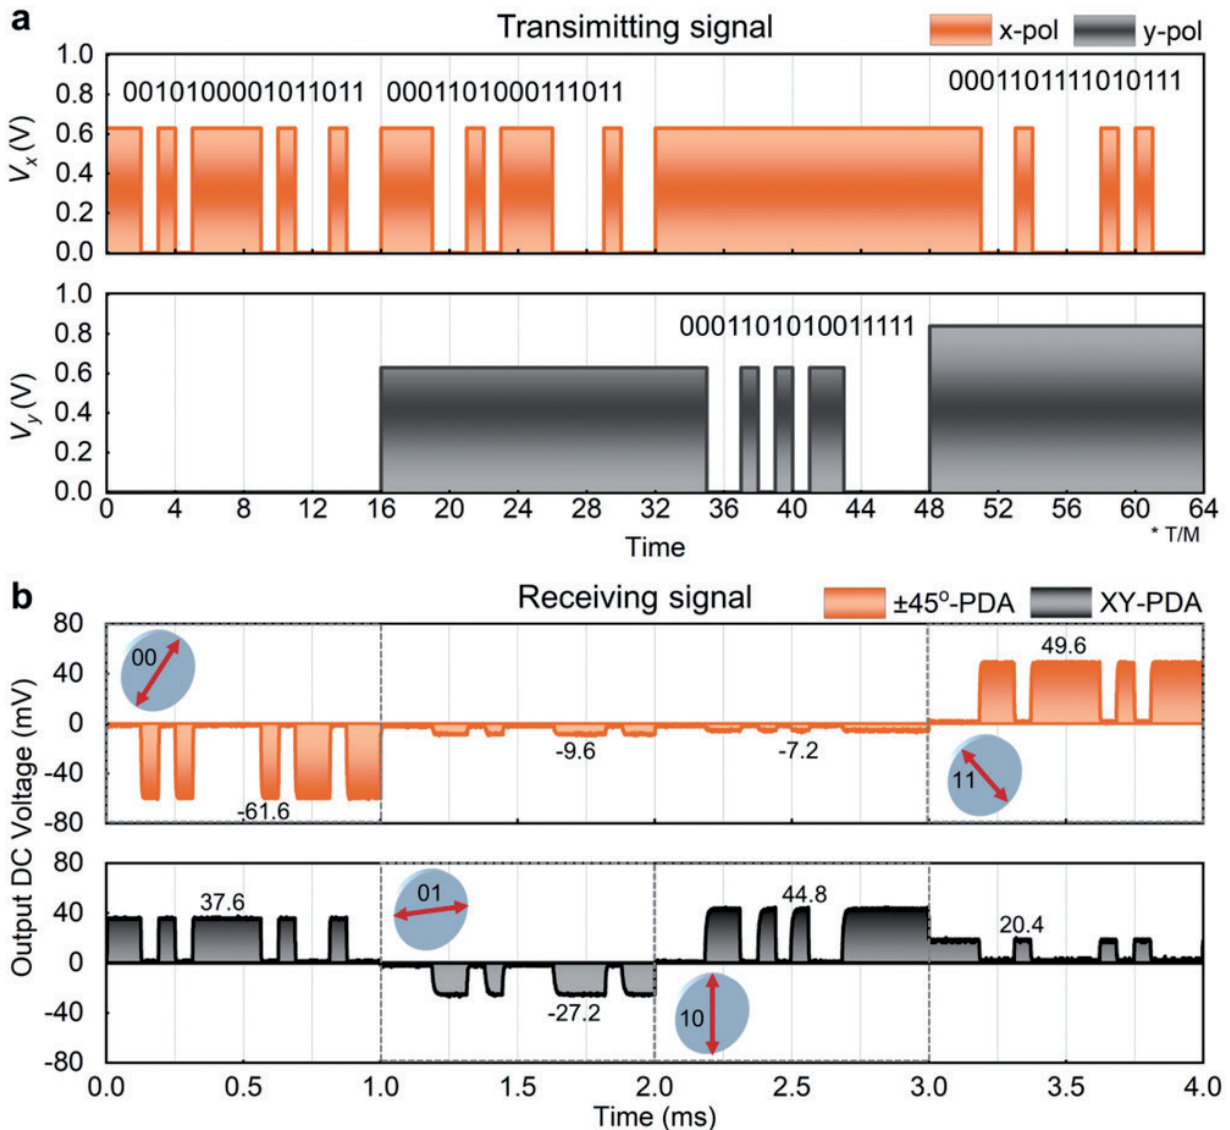 a
Transimitting signal
x-pol y-pol
1.0
0.8
0.6
0.4
0.2
0.0
Vx (V)
0010100001011011 0001101000111011 0001101111010111
1.0
0.8
0.6
0.4
0.2
0.0
Vy (V)
0001101010011111
0 4 8 12 16 20 24 28 32 36 40 44 48 52 56 60 64
* T/M
Time
b
Receiving signal
±45°-PDA XY-PDA
80
40
0
-40
-80
00
-61.6
-9.6
-7.2
49.6
11
Output DC Voltage (mV)
80
40
0
-40
-80
37.6
01
-27.2
44.8
10
20.4
0.0 0.5 1.0 1.5 2.0 2.5 3.0 3.5 4.0
Time (ms)